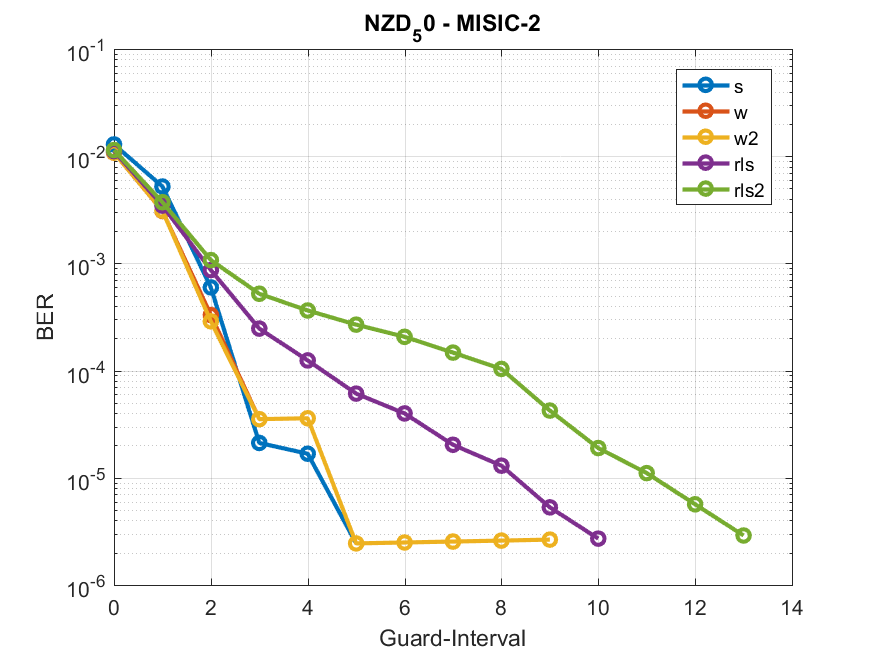 NZD₅0 - MISIC-2
10⁻¹
10⁻²
10⁻³
10⁻⁴
10⁻⁵
10⁻⁶
BER
s
w
w2
rls
rls2
0 2 4 6 8 10 12 14
Guard-Interval